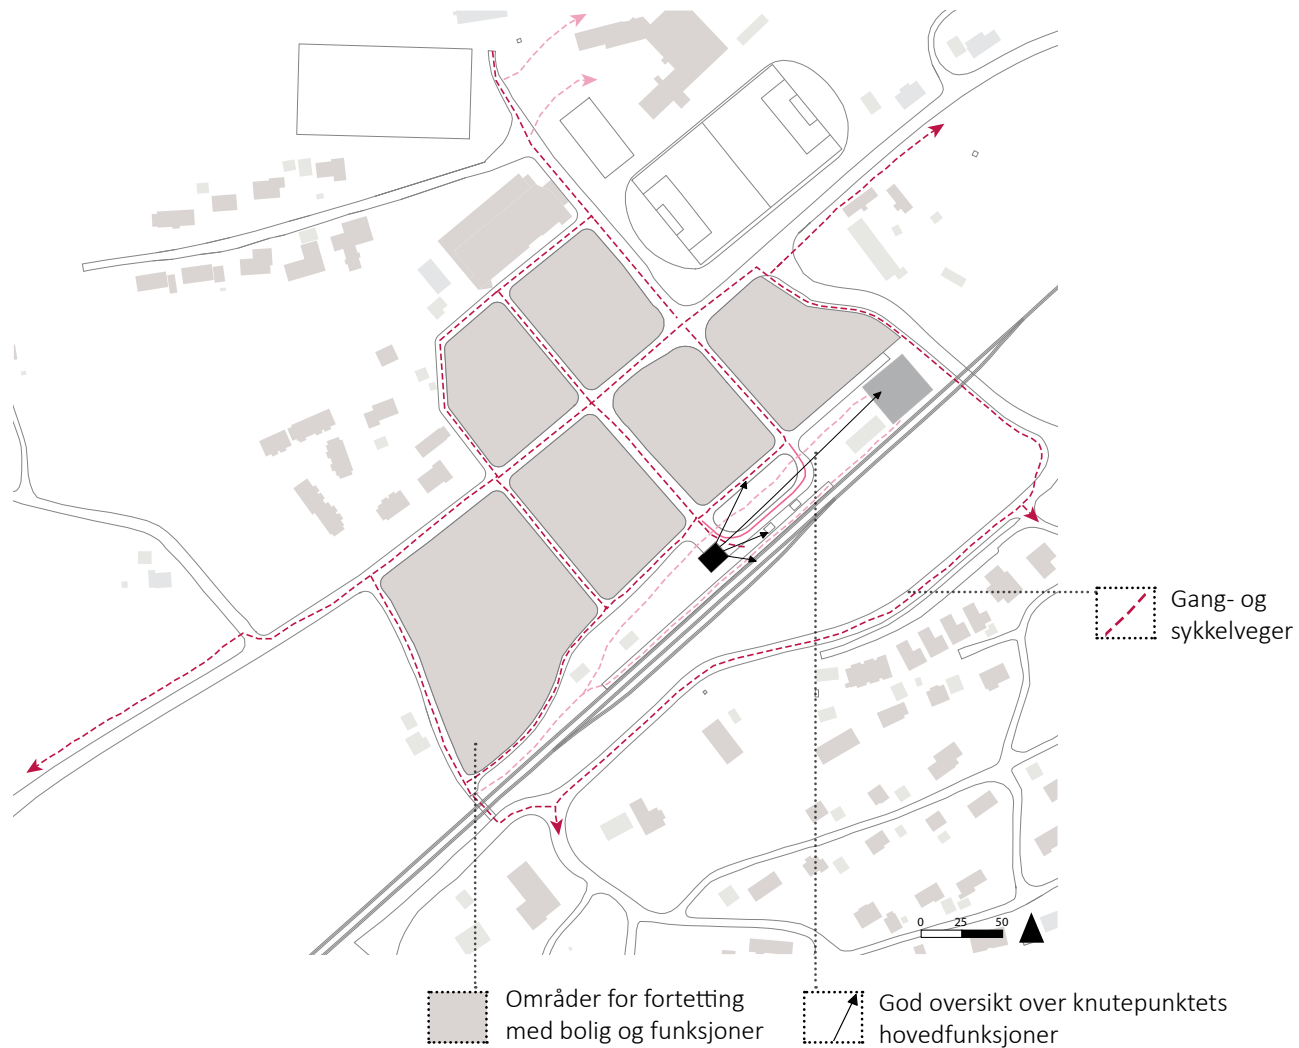 Gang- og
sykkelveger
0 25 50
Områder for fortetting
med bolig og funksjoner
God oversikt over knutepunktets
hovedfunksjoner